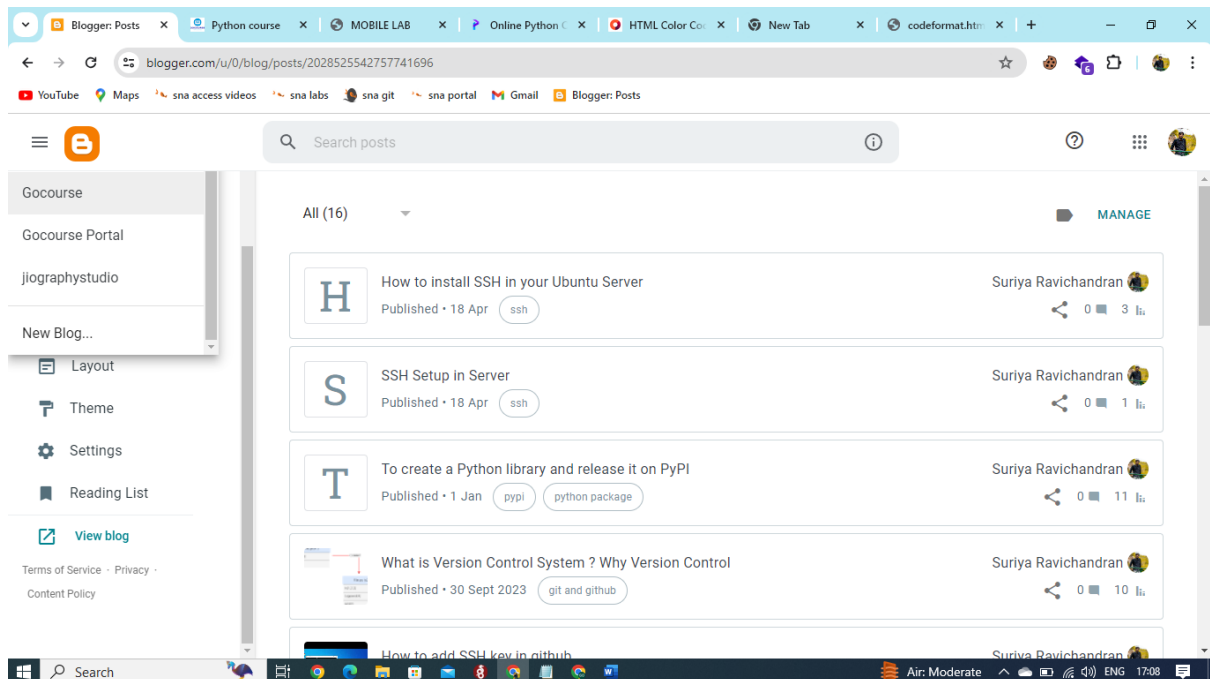 Blogger: Posts
Python course
MOBILE LAB
Online Python C
HTML Color Coc
New Tab
codeformat.htm
blogger.com/u/0/blog/posts/2028525542757741696
6
YouTube
Maps
sna access videos
sna labs
sna git
sna portal
Gmail
Blogger: Posts
Search posts
Gocourse
Gocourse Portal
jiographystudio
New Blog...
Layout
Theme
Settings
Reading List
View blog
Terms of Service · Privacy ·
Content Policy
All (16)
MANAGE
H
How to install SSH in your Ubuntu Server
Suriya Ravichandran
Published • 18 Apr
ssh
0
3
S
SSH Setup in Server
Suriya Ravichandran
Published • 18 Apr
ssh
0
1
T
To create a Python library and release it on PyPI
Suriya Ravichandran
Published • 1 Jan
pypi
python package
0
11
What is Version Control System ? Why Version Control
Suriya Ravichandran
Published • 30 Sept 2023
git and github
0
10
How to add SSH key in github
Suriya Ravichandran
Search
Air: Moderate
ENG
17:08